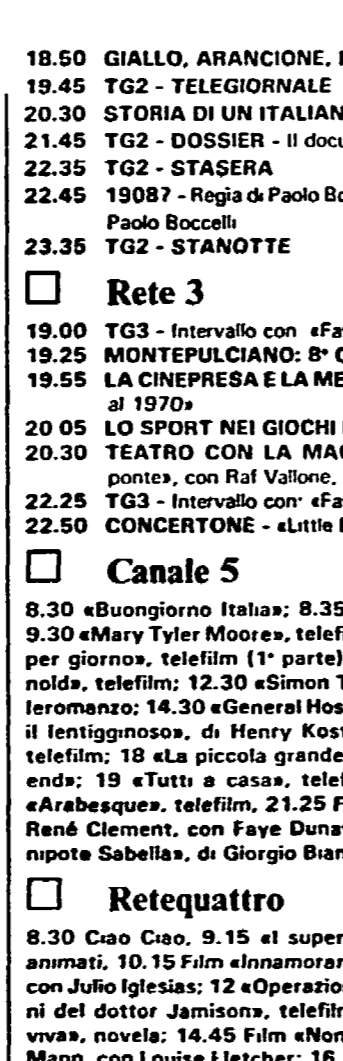 18.50 GIALLO, ARANCIONE,
19.45 TG2 - TELEGIORNALE
20.30 STORIA DI UN ITALIAN
21.45 TG2 - DOSSIER - Il docu
22.35 TG2 - STASERA
22.45 19087 - Regia di Paolo Bo
Paolo Boccelli
23.35 TG2 - STANOTTE
Rete 3
19.00 TG3 - Intervallo con «Fa
19.25 MONTEPULCIANO: 8°
19.55 LA CINEPRESA E LA ME
al 1970»
20 05 LO SPORT NEI GIOCHI
20.30 TEATRO CON LA MA
ponte», con Raf Vallone,
22.25 TG3 - Intervallo con· «Fa
22.50 CONCERTONE - «Little
Canale 5
8.30 «Buongiorno Italia»; 8.35
9.30 «Mary Tyler Moore», telefi
per giorno», telefilm (1ª parte)
nold», telefilm; 12.30 «Simon T
leromanzo; 14.30 «General Hos
il lentigginoso», di Henry Kost
telefilm; 18 «La piccola grande
end»; 19 «Tutti a casa», telef
«Arabesque», telefilm, 21.25 F
René Clement, con Faye Duna
nipote Sabella», di Giorgio Bian
Retequattro
8.30 Ciao Ciao, 9.15 «I super
animati, 10.15 Film «Innamorar
con Julio Iglesias; 12 «Operazio
ni del dottor Jamison», telefilr
viva», novela; 14.45 Film «Non
Mann, con Louise Fletcher; 16